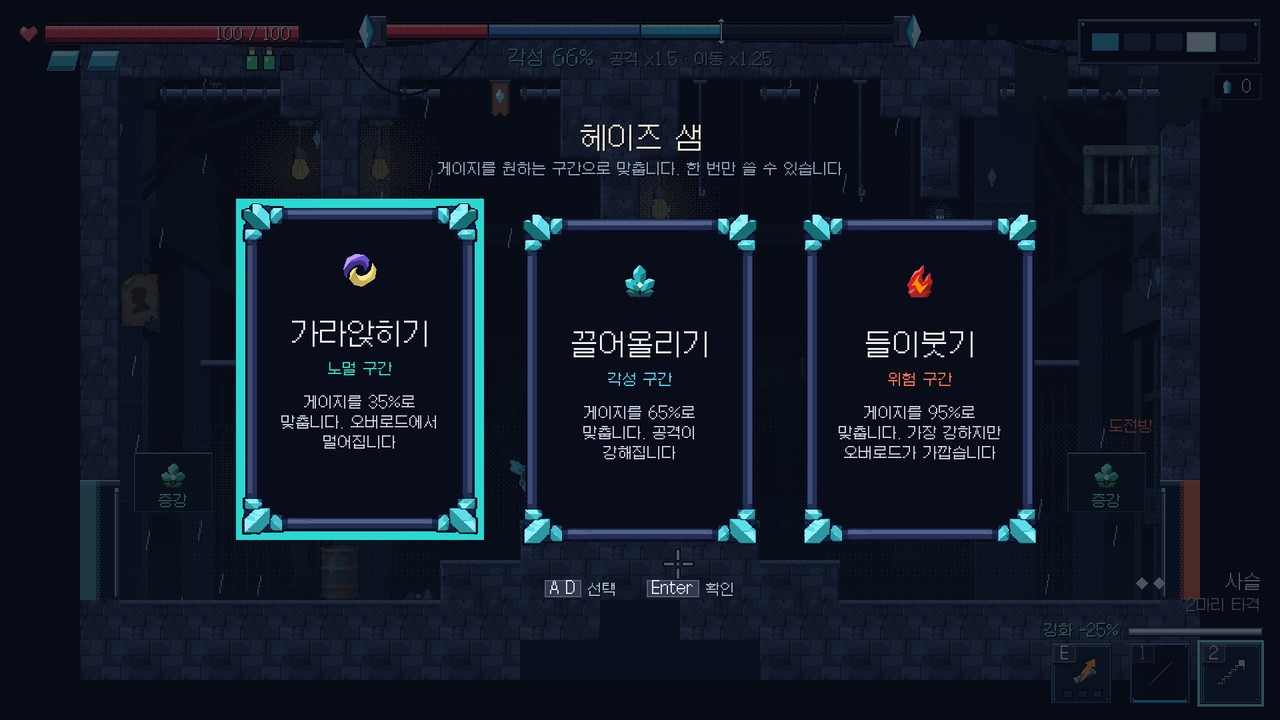 100 / 100
각성 66% 공격 x1.5 · 이동 x1.25
0
헤이즈 샘
게이지를 원하는 구간으로 맞춥니다. 한 번만 쓸 수 있습니다
가라앉히기
노멀 구간
게이지를 35%로
맞춥니다. 오버로드에서
멀어집니다
끌어올리기
각성 구간
게이지를 65%로
맞춥니다. 공격이
강해집니다
들이붓기
위험 구간
게이지를 95%로
맞춥니다. 가장 강하지만
오버로드가 가깝습니다
도전방
증강
증강
A D 선택 Enter 확인
사슬
2마리 타격
강화 -25%
E 1 2